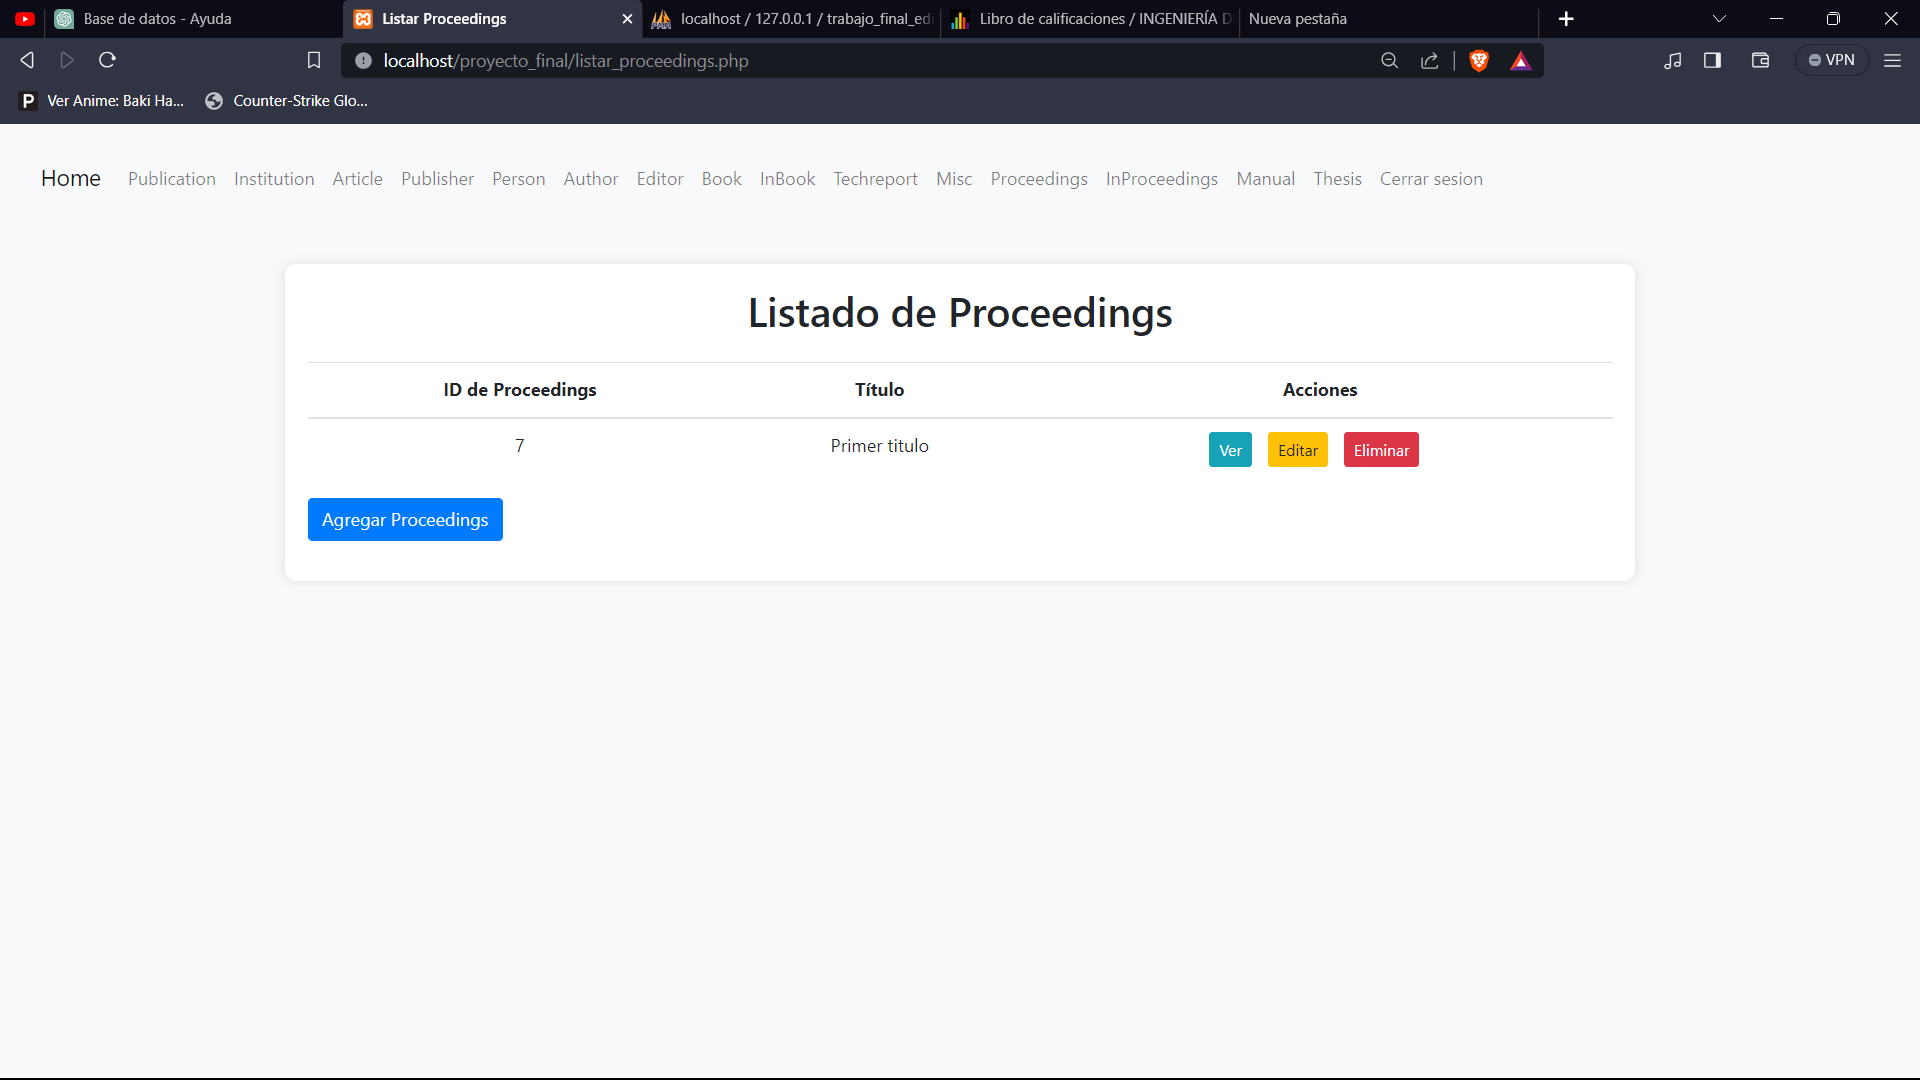 Base de datos - Ayuda
Listar Proceedings
localhost / 127.0.0.1 / trabajo_final_edi
Libro de calificaciones / INGENIERÍA D
Nueva pestaña
localhost/proyecto_final/listar_proceedings.php
VPN
P Ver Anime: Baki Ha...
Counter-Strike Glo...
Home Publication Institution Article Publisher Person Author Editor Book InBook Techreport Misc Proceedings InProceedings Manual Thesis Cerrar sesion
Listado de Proceedings
ID de Proceedings Título Acciones
7 Primer titulo Ver Editar Eliminar
Agregar Proceedings